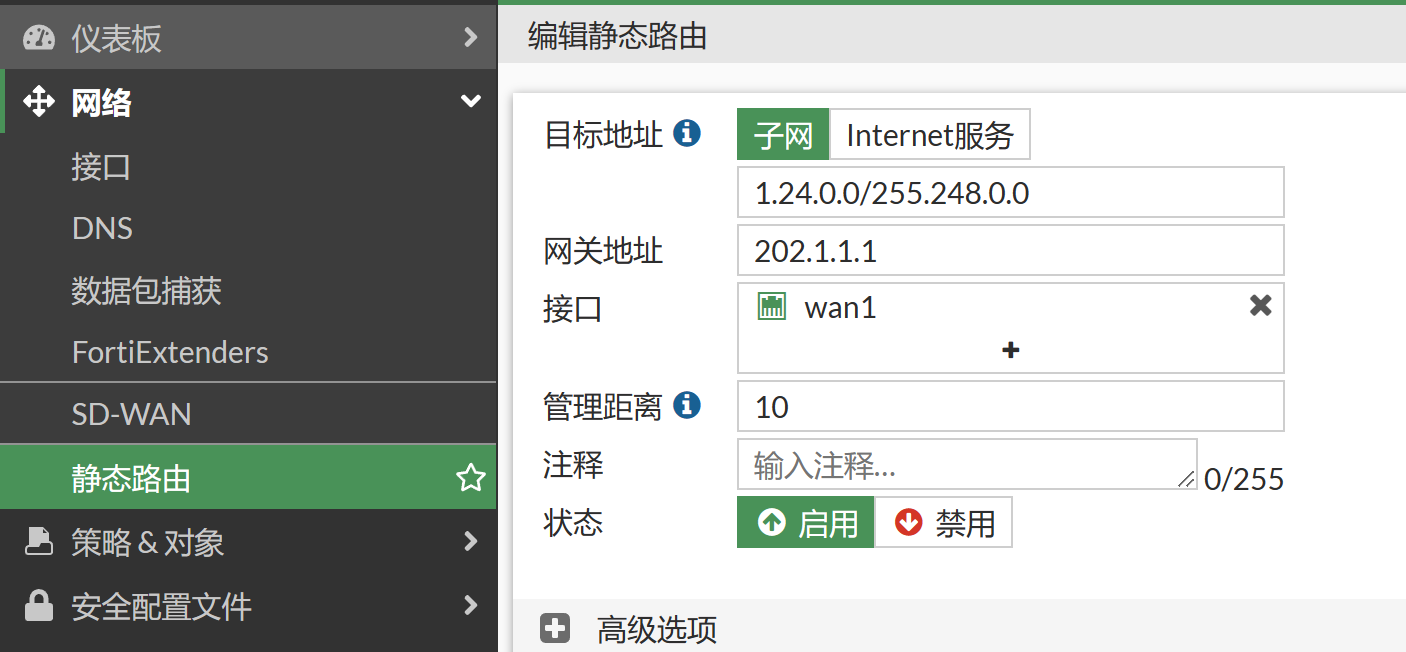 仪表板
网络
接口
DNS
数据包捕获
FortiExtenders
SD-WAN
静态路由
策略 & 对象
安全配置文件
编辑静态路由
目标地址 子网 Internet服务
1.24.0.0/255.248.0.0
网关地址 202.1.1.1
接口 wan1
管理距离 10
注释 输入注释... 0/255
状态 启用 禁用
高级选项